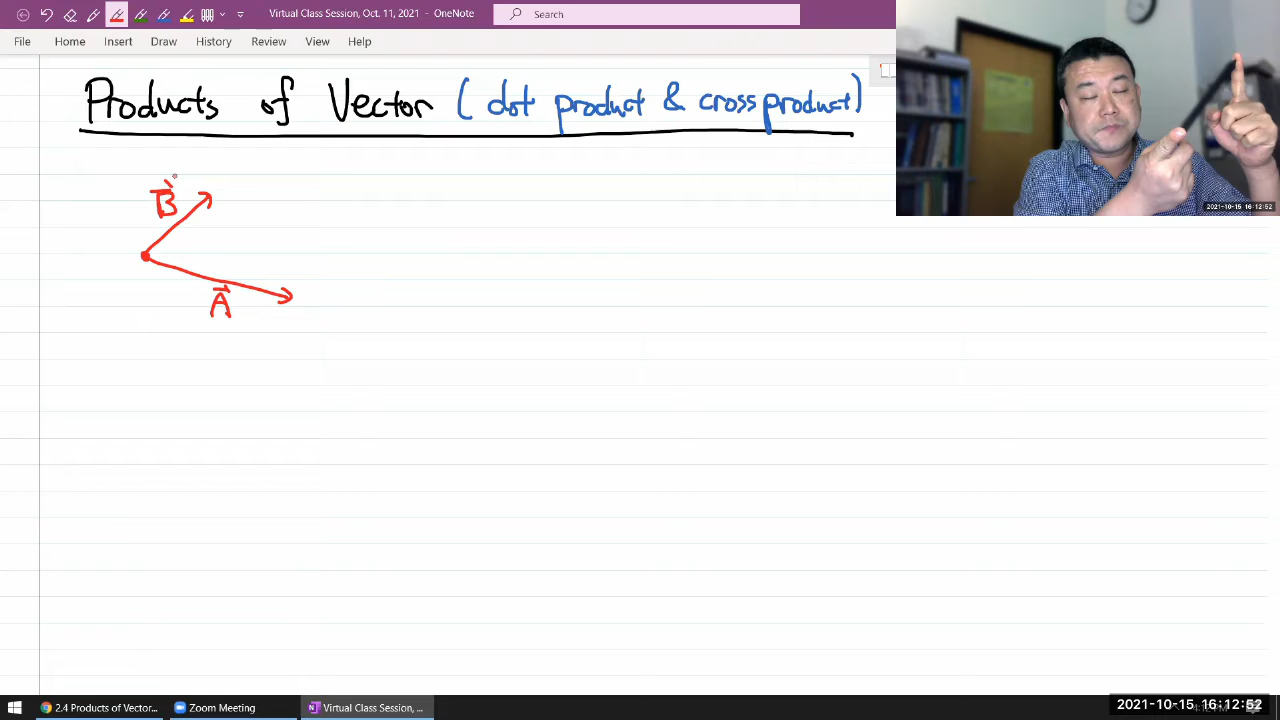 Virtual Class Session, Oct. 11, 2021 - OneNote
Search
File Home Insert Draw History Review View Help
Products of Vector (dot product & cross product)
B
A
2021-10-15 16:12:52
2.4 Products of Vector... Zoom Meeting Virtual Class Session, ...
2021-10-15 16:12:52